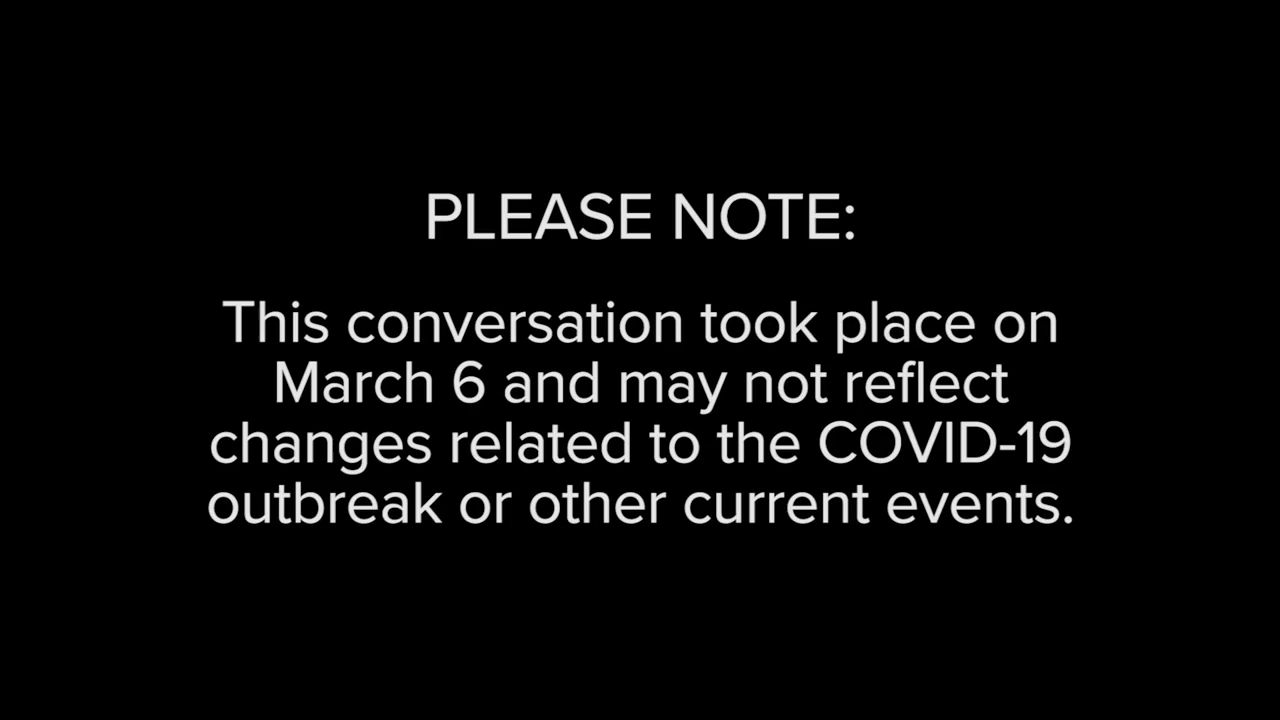 PLEASE NOTE:
This conversation took place on
March 6 and may not reflect
changes related to the COVID-19
outbreak or other current events.